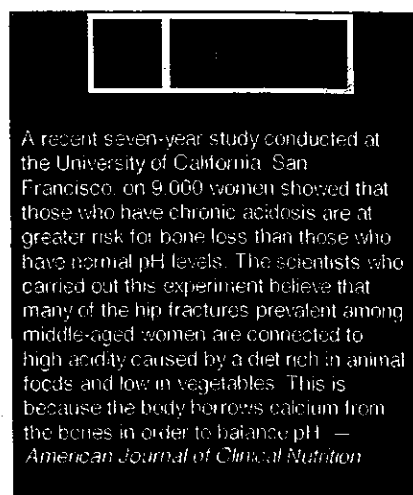 A recent seven-year study conducted at
the University of California, San
Francisco, on 9,000 women showed that
those who have chronic acidosis are at
greater risk for bone loss than those who
have normal pH levels. The scientists who
carried out this experiment believe that
many of the hip fractures prevalent among
middle-aged women are connected to
high acidity caused by a diet rich in animal
foods and low in vegetables. This is
because the body borrows calcium from
the bones in order to balance pH. —
American Journal of Clinical Nutrition